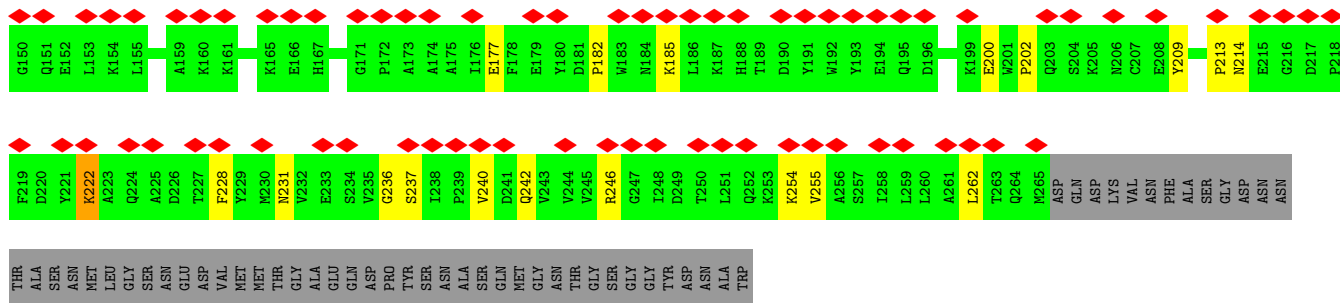 G150 Q151 E152 L153 K154 L155 A159 K160 K161 K165 E166 H167 G171 P172 A173 A174 A175 I176 E177 F178 E179 Y180 D181 P182 W183 N184 K185 L186 K187 H188 T189 D190 Y191 W192 Y193 E194 Q195 D196 K199 E200 W201 P202 Q203 S204 K205 N206 C207 E208 Y209 P213 N214 E215 G216 D217 P218
F219 D220 Y221 K222 A223 Q224 A225 D226 T227 F228 Y229 M230 N231 V232 E233 S234 V235 G236 S237 I238 P239 V240 D241 Q242 V243 V244 V245 R246 G247 I248 D249 T250 L251 Q252 K253 K254 V255 A256 S257 I258 L259 L260 A261 L262 T263 Q264 M265 ASP GLN ASP LYS VAL ASN PHE ALA SER GLY ASP ASN ASN
THR ALA SER ASN MET LEU GLY SER ASN GLU ASP VAL MET MET THR GLY ALA GLU GLN ASP PRO TYR SER ASN ALA SER GLN MET GLY ASN THR GLY SER GLY GLY TYR ASP ASN ALA TRP